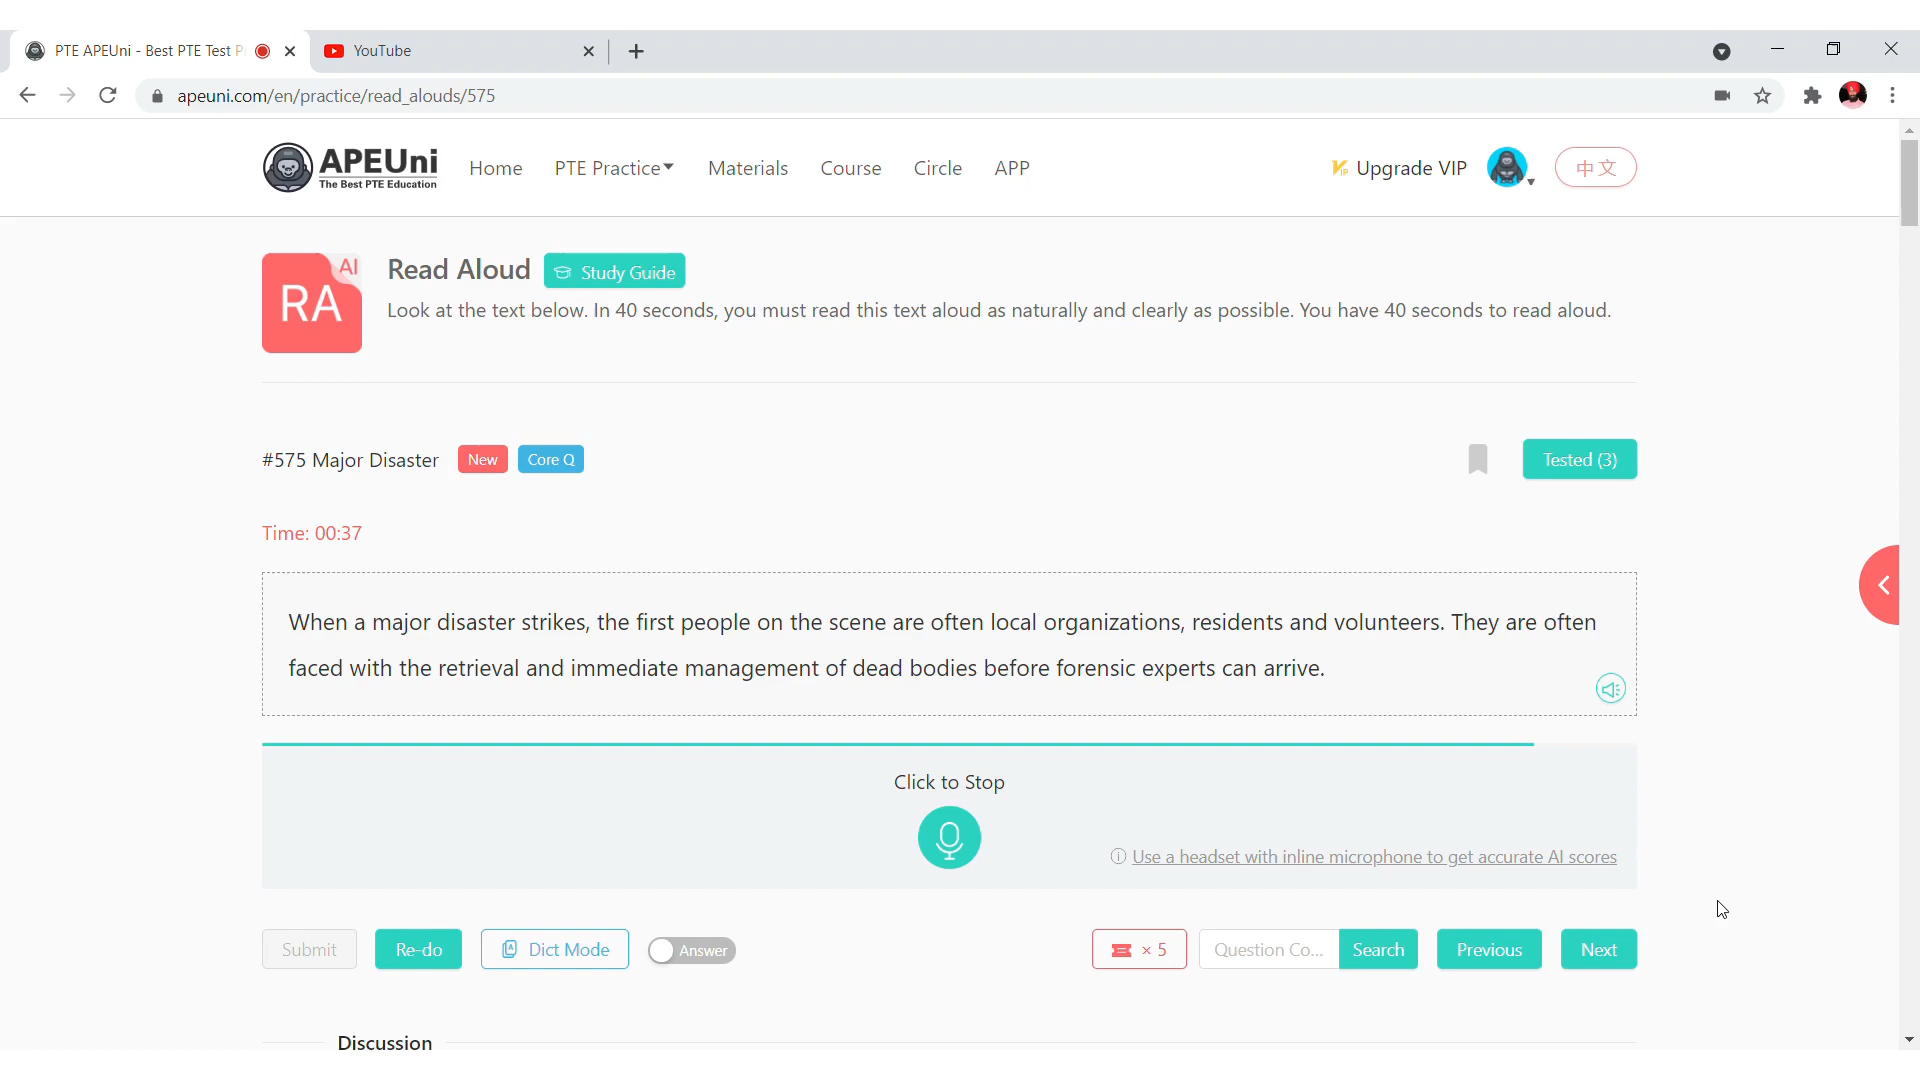 PTE APEUni - Best PTE Test P
YouTube
apeuni.com/en/practice/read_alouds/575
APEUni
The Best PTE Education
Home
PTE Practice
Materials
Course
Circle
APP
Upgrade VIP
中文
RA
AI
Read Aloud
Study Guide
Look at the text below. In 40 seconds, you must read this text aloud as naturally and clearly as possible. You have 40 seconds to read aloud.
#575 Major Disaster
New
Core Q
Tested (3)
Time: 00:37
When a major disaster strikes, the first people on the scene are often local organizations, residents and volunteers. They are often
faced with the retrieval and immediate management of dead bodies before forensic experts can arrive.
Click to Stop
Use a headset with inline microphone to get accurate AI scores
Submit
Re-do
Dict Mode
Answer
× 5
Question Co...
Search
Previous
Next
Discussion